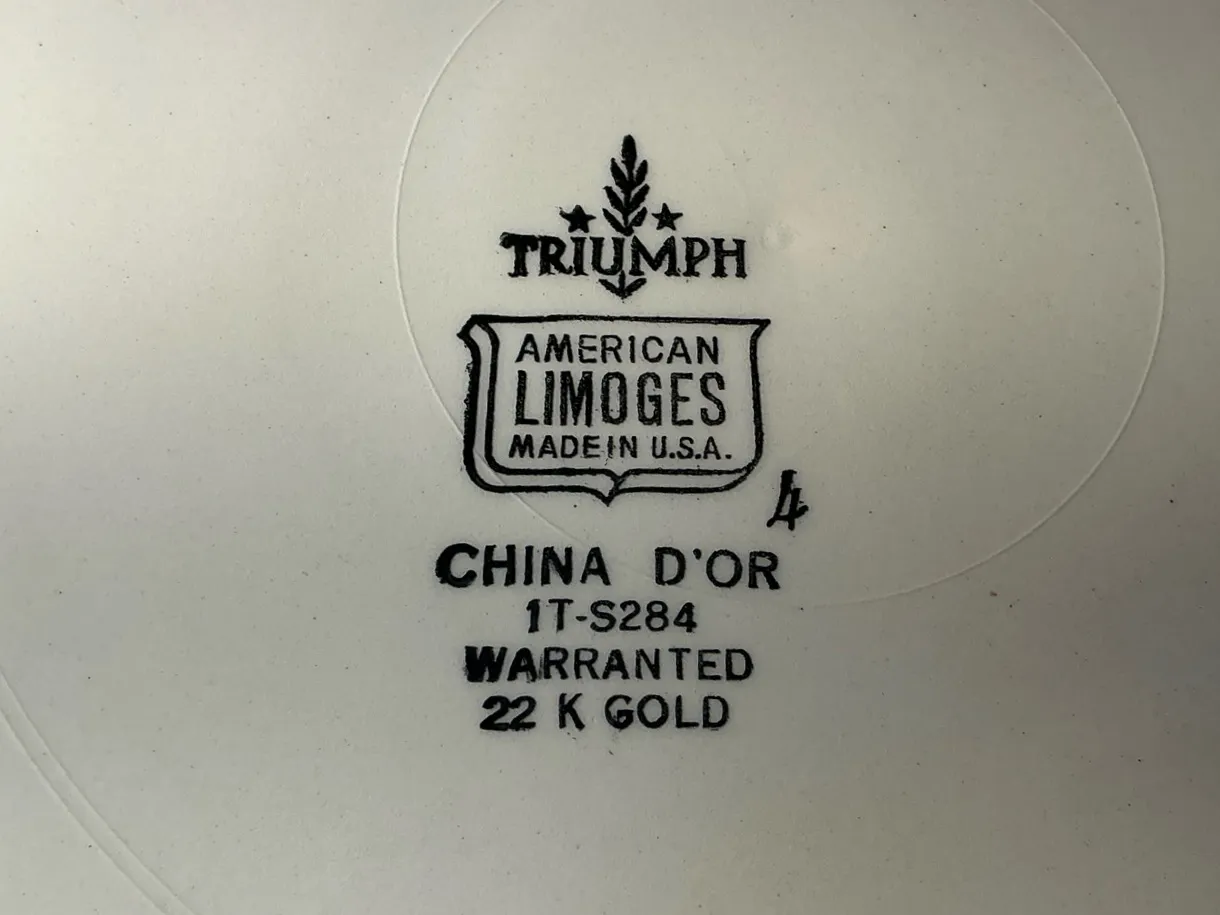 TRIUMPH
AMERICAN
LIMOGES
MADE IN U.S.A.
4
CHINA D'OR
1T-S284
WARRANTED
22 K GOLD